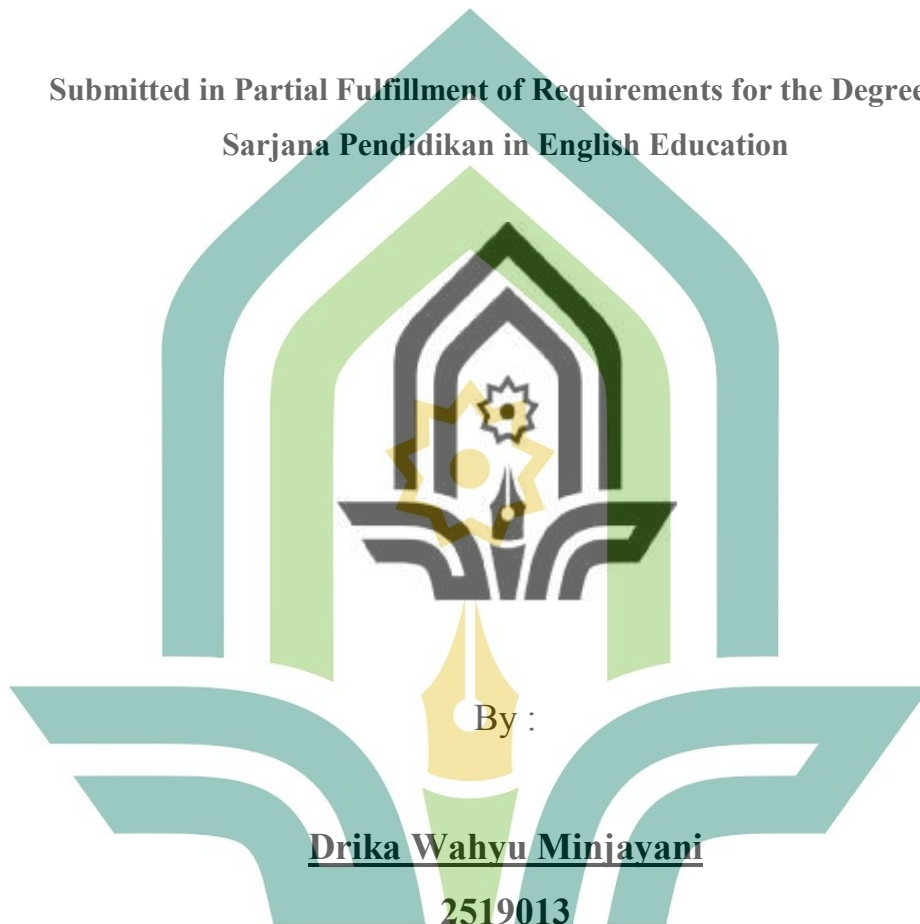 Submitted in Partial Fulfillment of Requirements for the Degree
Sarjana Pendidikan in English Education
By :
Drika Wahyu Minjayani
2519013